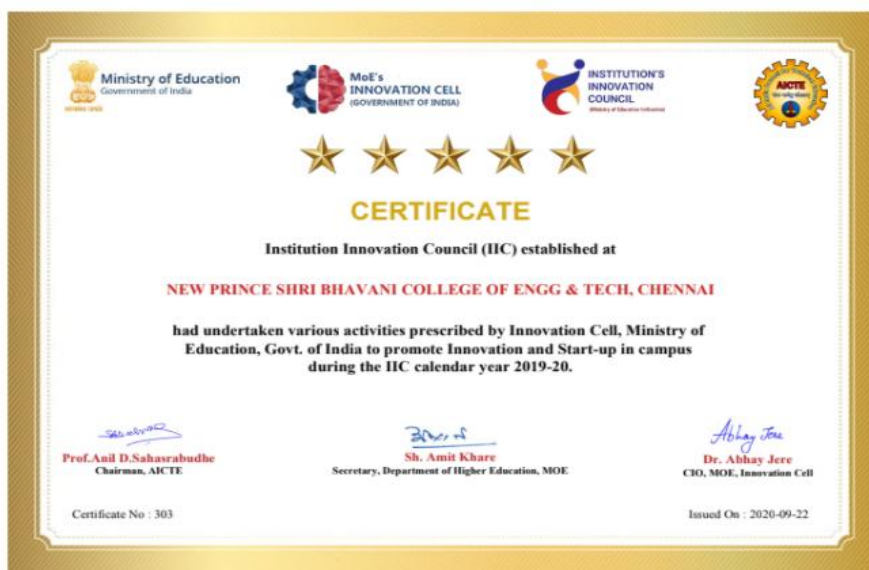 Ministry of Education
Government of India
MoE's
INNOVATION CELL
(GOVERNMENT OF INDIA)
INSTITUTION'S
INNOVATION
COUNCIL
(Ministry of Education Initiative)
AICTE
CERTIFICATE
Institution Innovation Council (IIC) established at
NEW PRINCE SHRI BHAVANI COLLEGE OF ENGG & TECH, CHENNAI
had undertaken various activities prescribed by Innovation Cell, Ministry of
Education, Govt. of India to promote Innovation and Start-up in campus
during the IIC calendar year 2019-20.
Abhay Jere
Prof.Anil D.Sahasrabudhe
Chairman, AICTE
Sh. Amit Khare
Secretary, Department of Higher Education, MOE
Dr. Abhay Jere
CIO, MOE, Innovation Cell
Certificate No : 303
Issued On : 2020-09-22